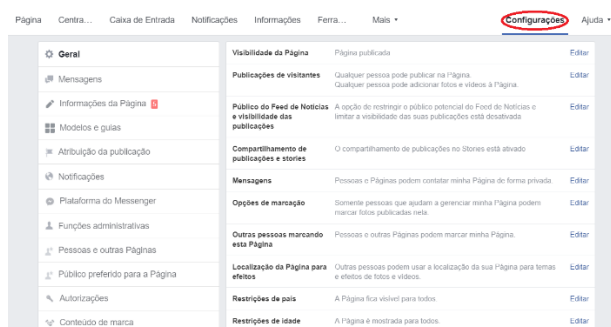 Página Centra... Caixa de Entrada Notificações Informações Ferra... Mais Configurações Ajuda
Geral
Mensagens
Informações da Página
Modelos e guias
Atribuição da publicação
Notificações
Plataforma do Messenger
Funções administrativas
Pessoas e outras Páginas
Público preferido para a Página
Autorizações
Conteúdo de marca
Visibilidade da Página Página publicada Editar
Publicações de visitantes Qualquer pessoa pode publicar na Página. Editar
Qualquer pessoa pode adicionar fotos e vídeos à Página.
Público do Feed de Notícias A opção de restringir o público potencial do Feed de Notícias e Editar
e visibilidade das limitar a visibilidade das suas publicações está desativada
publicações
Compartilhamento de O compartilhamento de publicações no Stories está ativado Editar
publicações e stories
Mensagens Pessoas e Páginas podem contatar minha Página de forma privada. Editar
Opções de marcação Somente pessoas que ajudam a gerenciar minha Página podem Editar
marcar fotos publicadas nela.
Outras pessoas marcando Pessoas e outras Páginas podem marcar minha Página. Editar
esta Página
Localização da Página para Outras pessoas podem usar a localização da sua Página para temas Editar
efeitos e efeitos de fotos e vídeos.
Restrições de país A Página fica visível para todos. Editar
Restrições de idade A Página é mostrada para todos. Editar